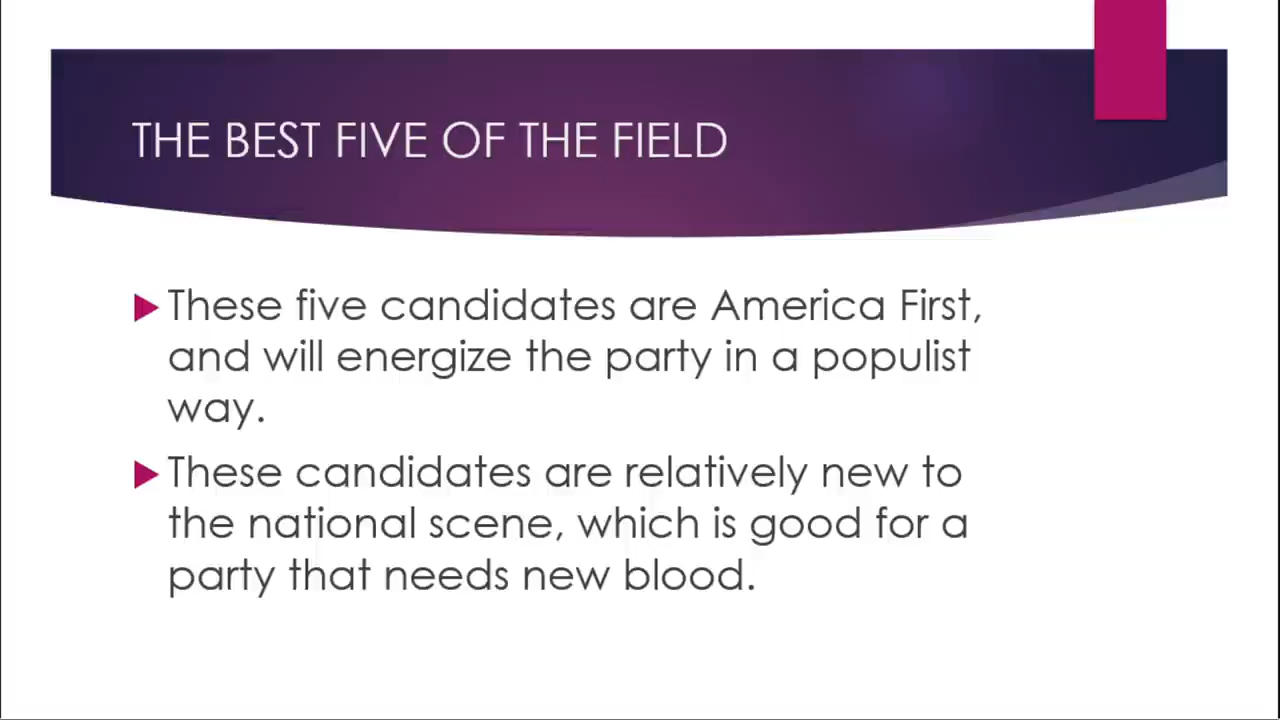 THE BEST FIVE OF THE FIELD
These five candidates are America First,
and will energize the party in a populist
way.
These candidates are relatively new to
the national scene, which is good for a
party that needs new blood.